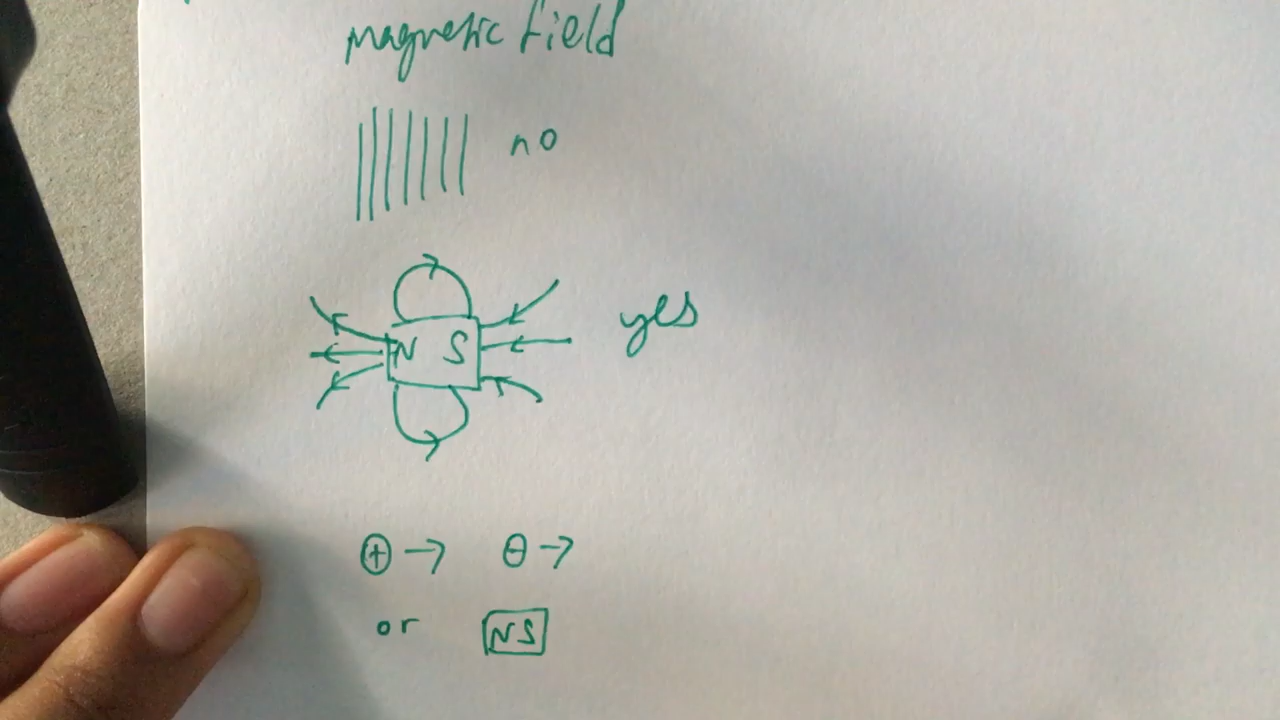 magnetic field
no
N S
yes
⊕→ ⊖→
or NS